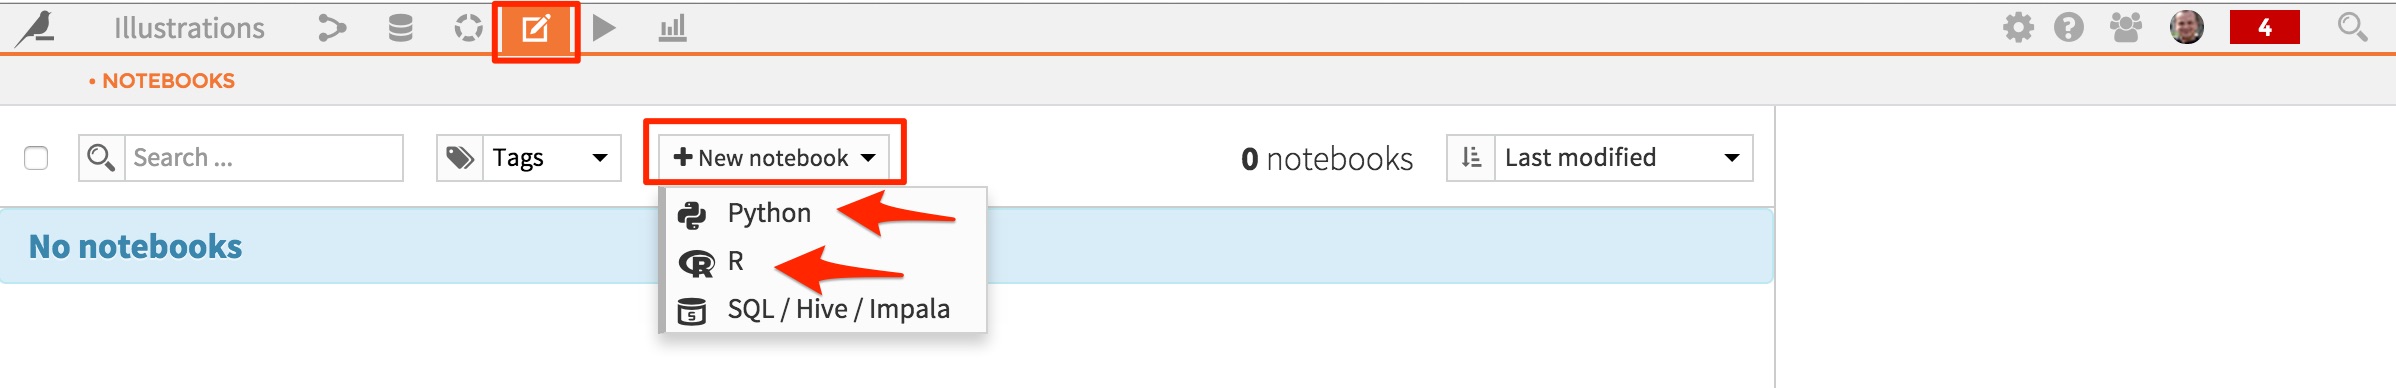 Illustrations
4
• NOTEBOOKS
Search ...
Tags
+ New notebook
0 notebooks
Last modified
Python
No notebooks
R
SQL / Hive / Impala